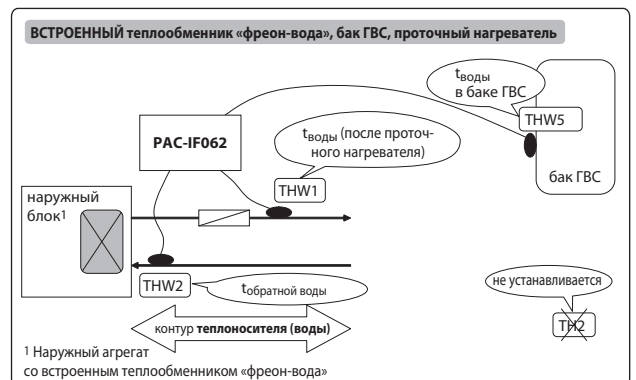 ВСТРОЕННЫЙ теплообменник «фреон-вода», бак ГВС, проточный нагреватель
tводы
в баке ГВС
THW5
бак ГВС
PAC-IF062
tводы (после проточ-
ного нагревателя)
THW1
наружный
блок1
THW2
tобратной воды
не устанавливается
TH2
контур теплоносителя (воды)
1 Наружный агрегат
со встроенным теплообменником «фреон-вода»